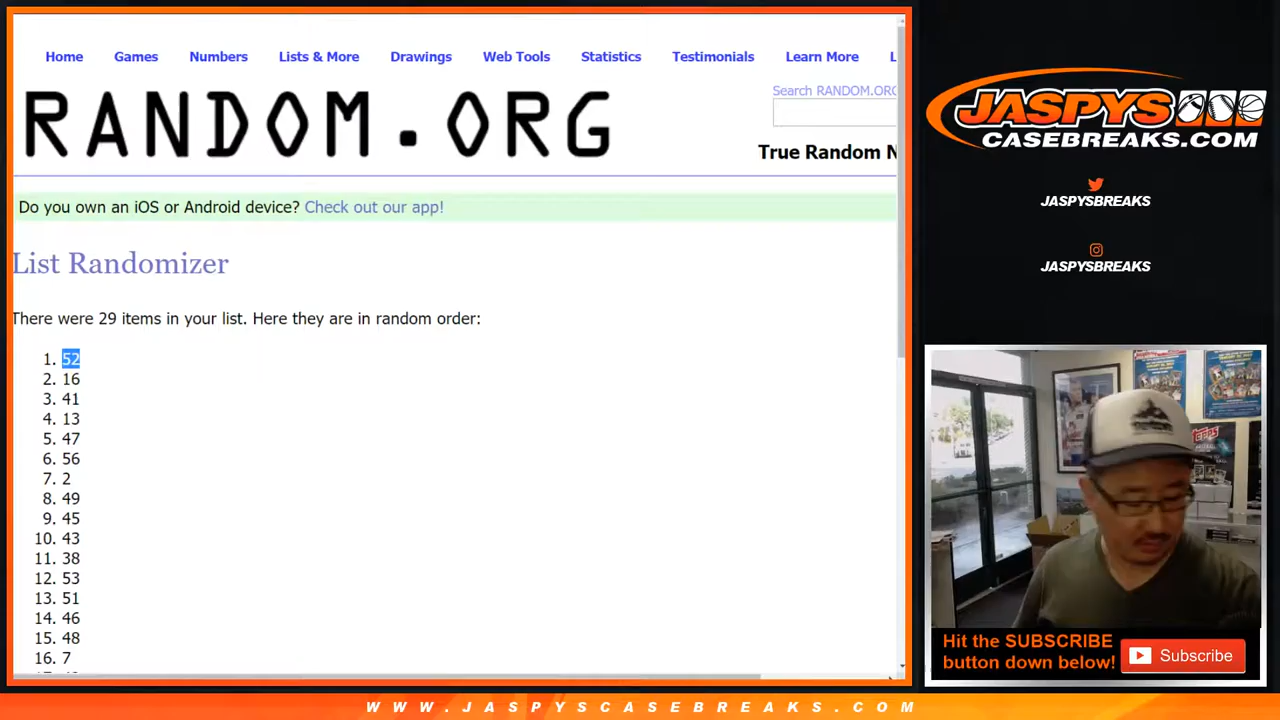 Home Games Numbers Lists & More Drawings Web Tools Statistics Testimonials Learn More L
Search RANDOM.ORG
RANDOM.ORG
True Random N
Do you own an iOS or Android device? Check out our app!
List Randomizer
There were 29 items in your list. Here they are in random order:
1. 52
2. 16
3. 41
4. 13
5. 47
6. 56
7. 2
8. 49
9. 45
10. 43
11. 38
12. 53
13. 51
14. 46
15. 48
16. 7
JASPYS
CASEBREAKS.COM
JASPYSBREAKS
JASPYSBREAKS
TOPPS
Hit the SUBSCRIBE
button down below!
Subscribe
WWW.JASPYSCASEBREAKS.COM